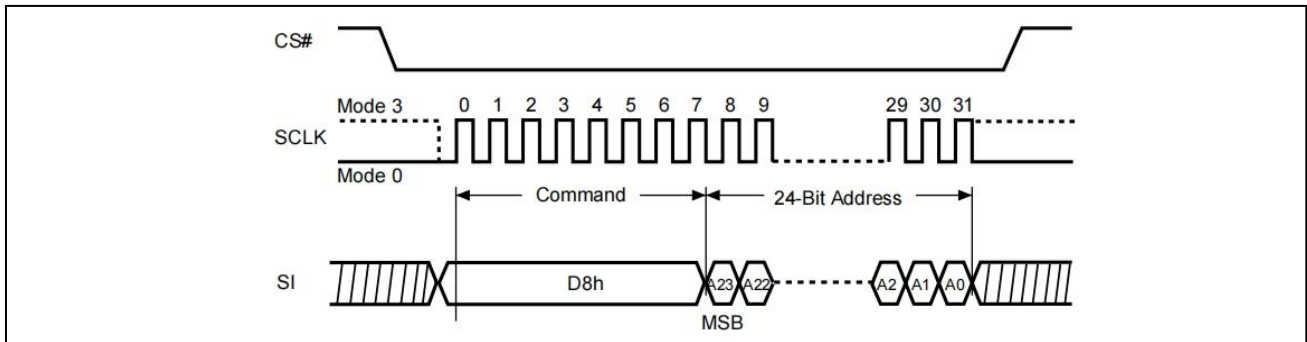 CS#
Mode 3 0 1 2 3 4 5 6 7 8 9 29 30 31
SCLK
Mode 0
Command 24-Bit Address
SI D8h A23 A22 A2 A1 A0
MSB